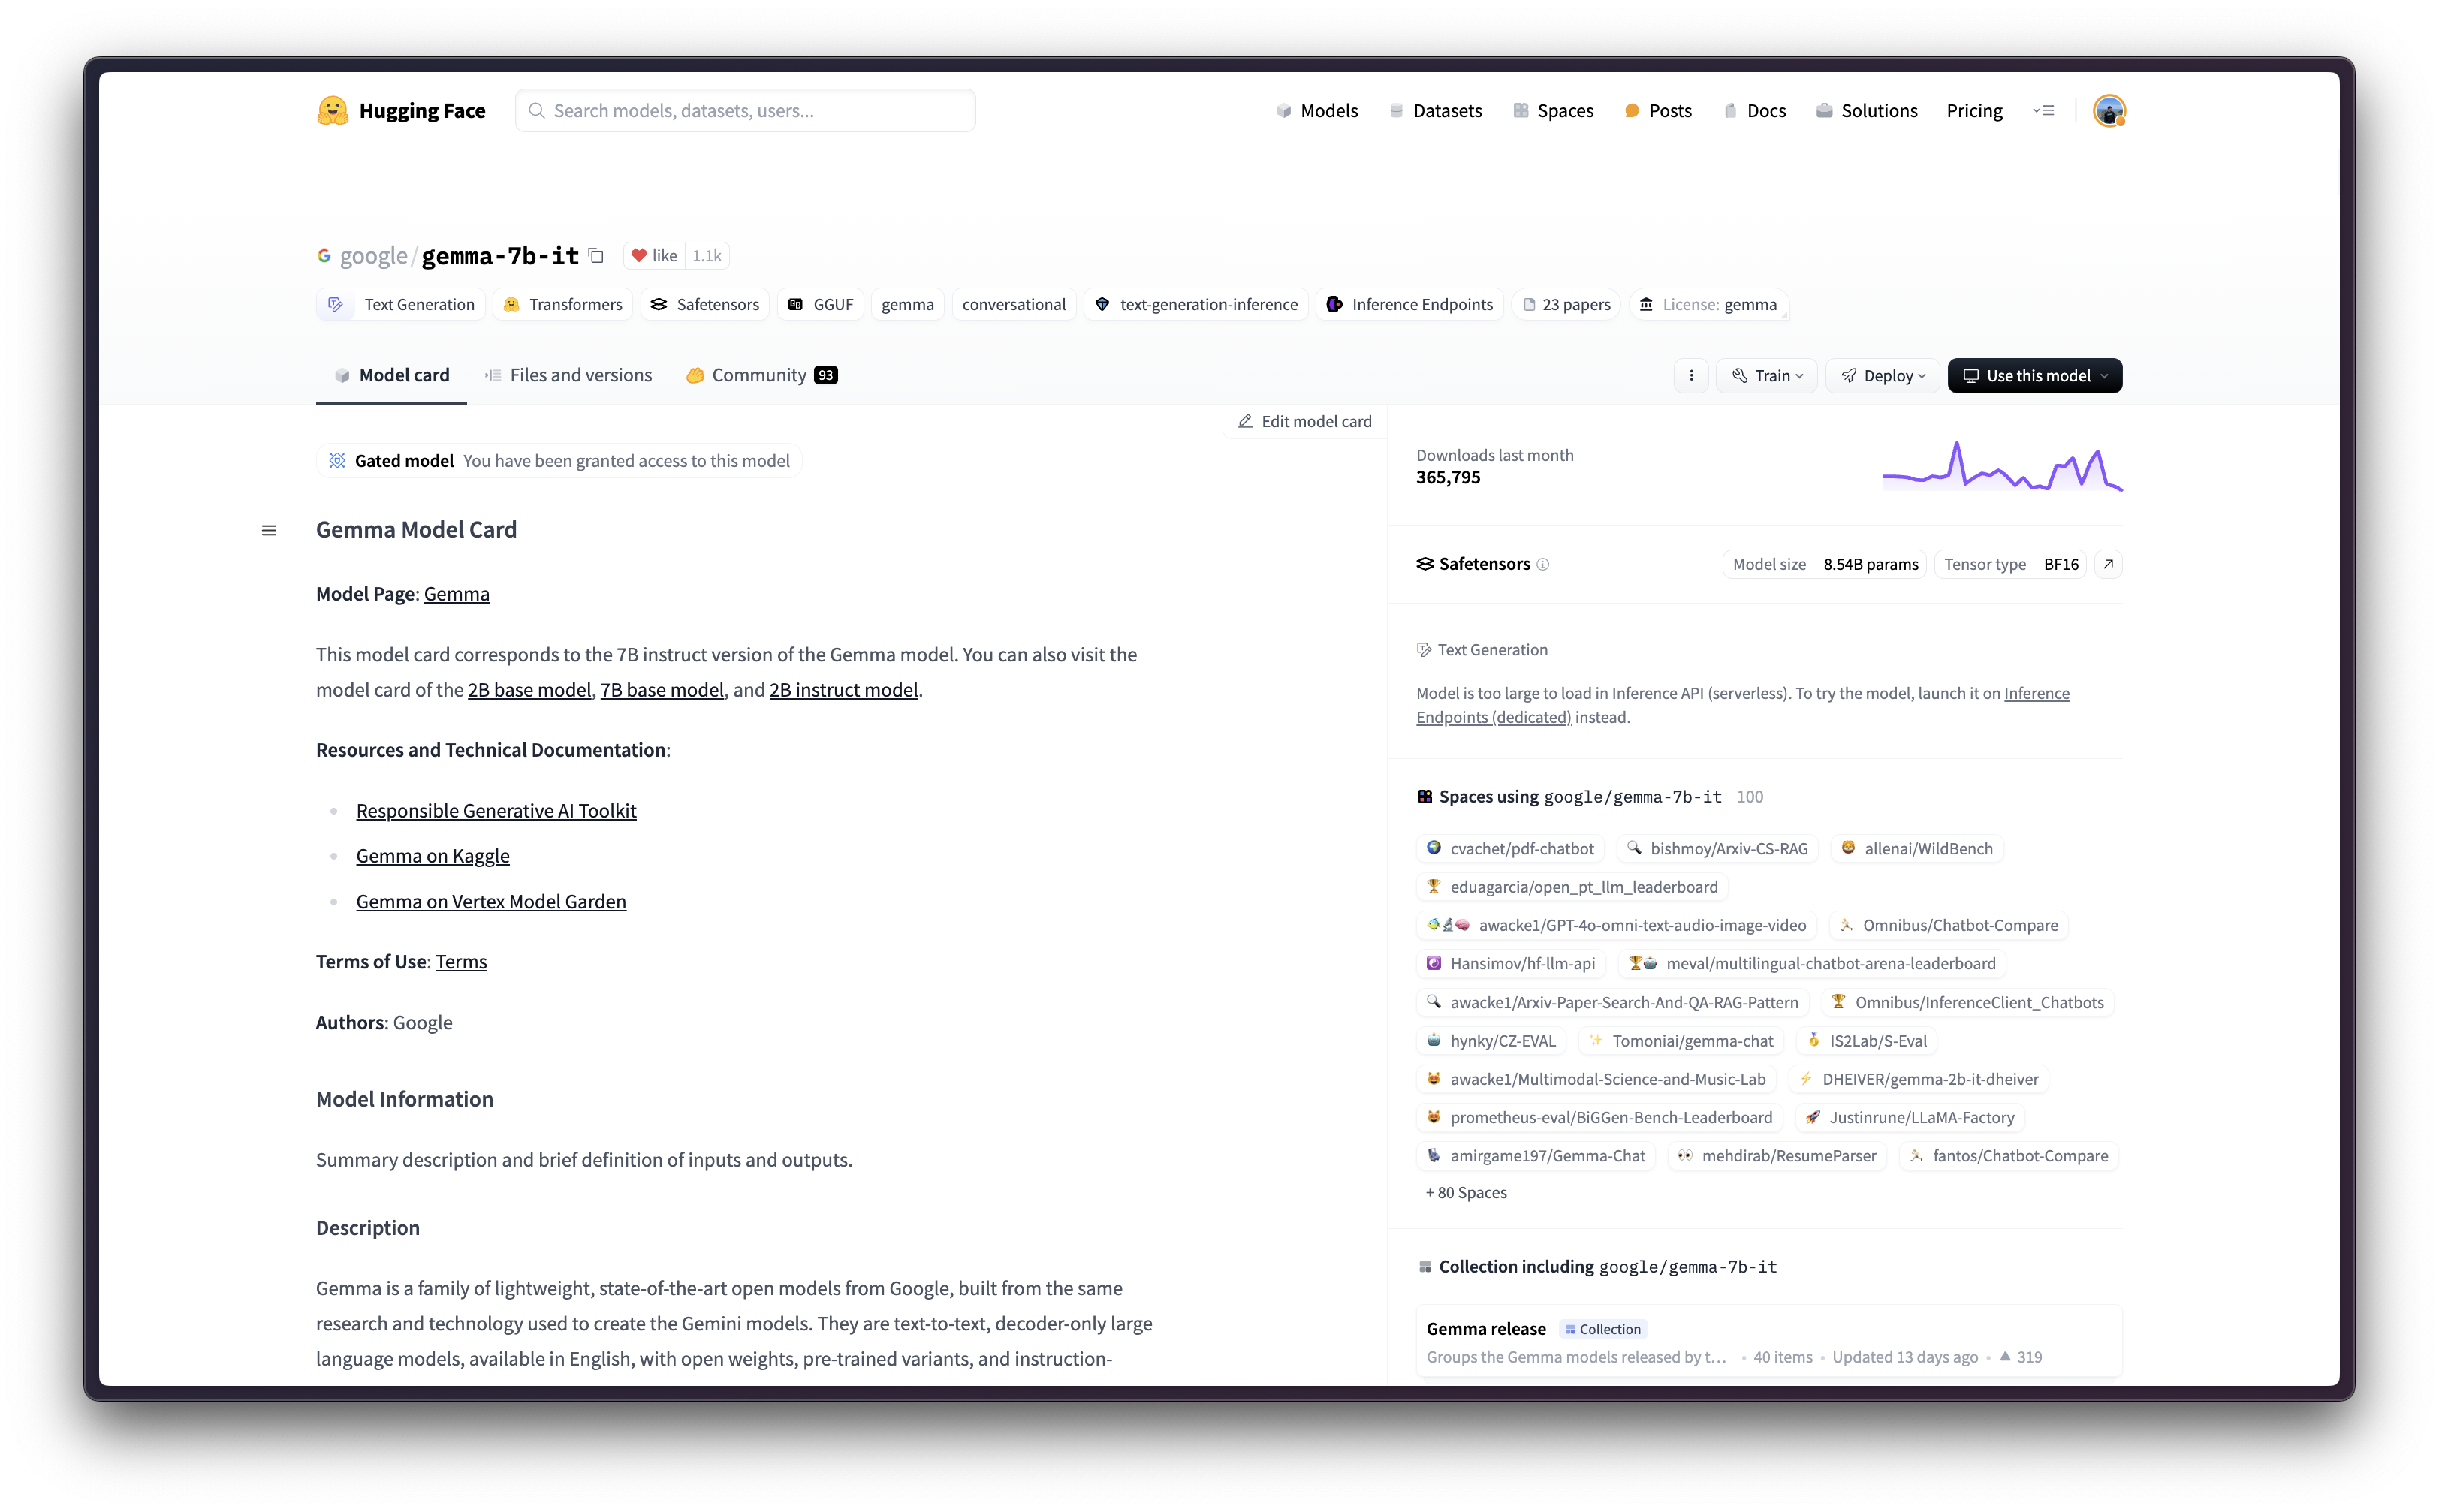 Hugging Face
Search models, datasets, users...
Models
Datasets
Spaces
Posts
Docs
Solutions
Pricing
google/gemma-7b-it
like 1.1k
Text Generation
Transformers
Safetensors
GGUF
gemma
conversational
text-generation-inference
Inference Endpoints
23 papers
License: gemma
Model card
Files and versions
Community 93
Train
Deploy
Use this model
Edit model card
Gated model You have been granted access to this model
Gemma Model Card
Model Page: Gemma
This model card corresponds to the 7B instruct version of the Gemma model. You can also visit the
model card of the 2B base model, 7B base model, and 2B instruct model.
Resources and Technical Documentation:
Responsible Generative AI Toolkit
Gemma on Kaggle
Gemma on Vertex Model Garden
Terms of Use: Terms
Authors: Google
Model Information
Summary description and brief definition of inputs and outputs.
Description
Gemma is a family of lightweight, state-of-the-art open models from Google, built from the same
research and technology used to create the Gemini models. They are text-to-text, decoder-only large
language models, available in English, with open weights, pre-trained variants, and instruction-
Downloads last month
365,795
Safetensors
Model size 8.54B params
Tensor type BF16
Text Generation
Model is too large to load in Inference API (serverless). To try the model, launch it on Inference
Endpoints (dedicated) instead.
Spaces using google/gemma-7b-it 100
cvachet/pdf-chatbot
bishmoy/Arxiv-CS-RAG
allenai/WildBench
eduagarcia/open_pt_llm_leaderboard
awacke1/GPT-4o-omni-text-audio-image-video
Omnibus/Chatbot-Compare
Hansimov/hf-llm-api
meval/multilingual-chatbot-arena-leaderboard
awacke1/Arxiv-Paper-Search-And-QA-RAG-Pattern
Omnibus/InferenceClient_Chatbots
hynky/CZ-EVAL
Tomoniai/gemma-chat
IS2Lab/S-Eval
awacke1/Multimodal-Science-and-Music-Lab
DHEIVER/gemma-2b-it-dheiver
prometheus-eval/BiGGen-Bench-Leaderboard
Justinrune/LLaMA-Factory
amirgame197/Gemma-Chat
mehdirab/ResumeParser
fantos/Chatbot-Compare
+ 80 Spaces
Collection including google/gemma-7b-it
Gemma release Collection
Groups the Gemma models released by t... • 40 items • Updated 13 days ago • ▲ 319